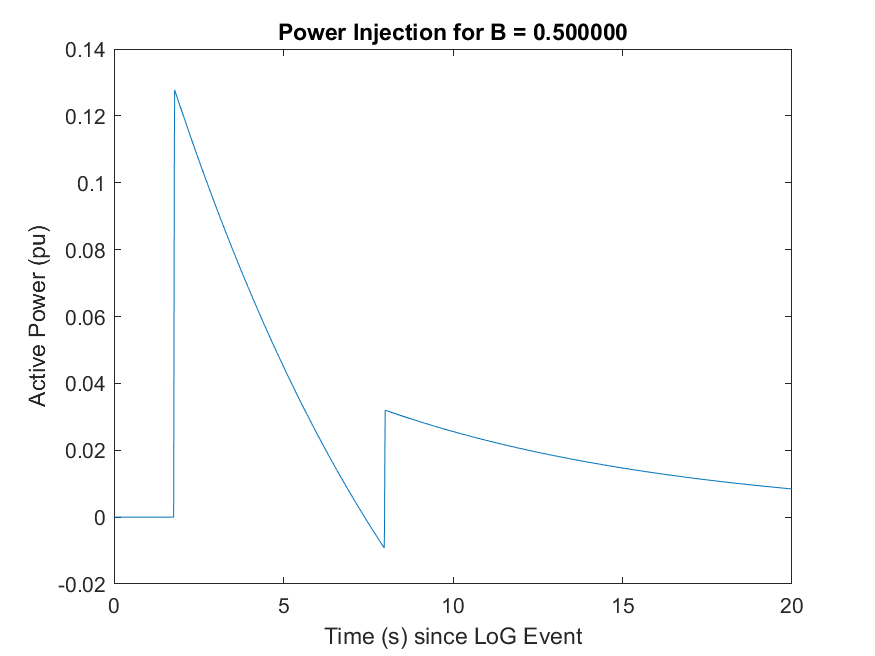 Power Injection for B = 0.500000
0.14
0.12
0.1
0.08
0.06
0.04
0.02
0
-0.02
Active Power (pu)
0 5 10 15 20
Time (s) since LoG Event